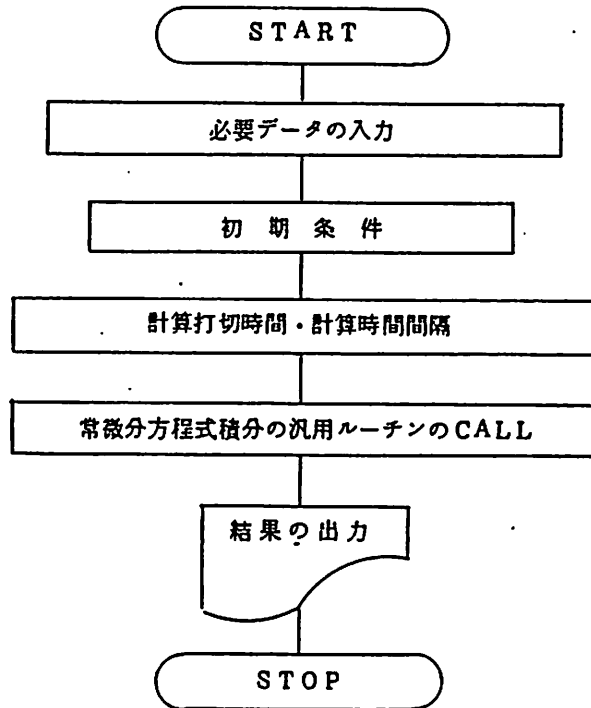 START
必要データの入力
初期条件
計算打切時間・計算時間間隔
常微分方程式積分の汎用ルーチンのCALL
結果の出力
STOP